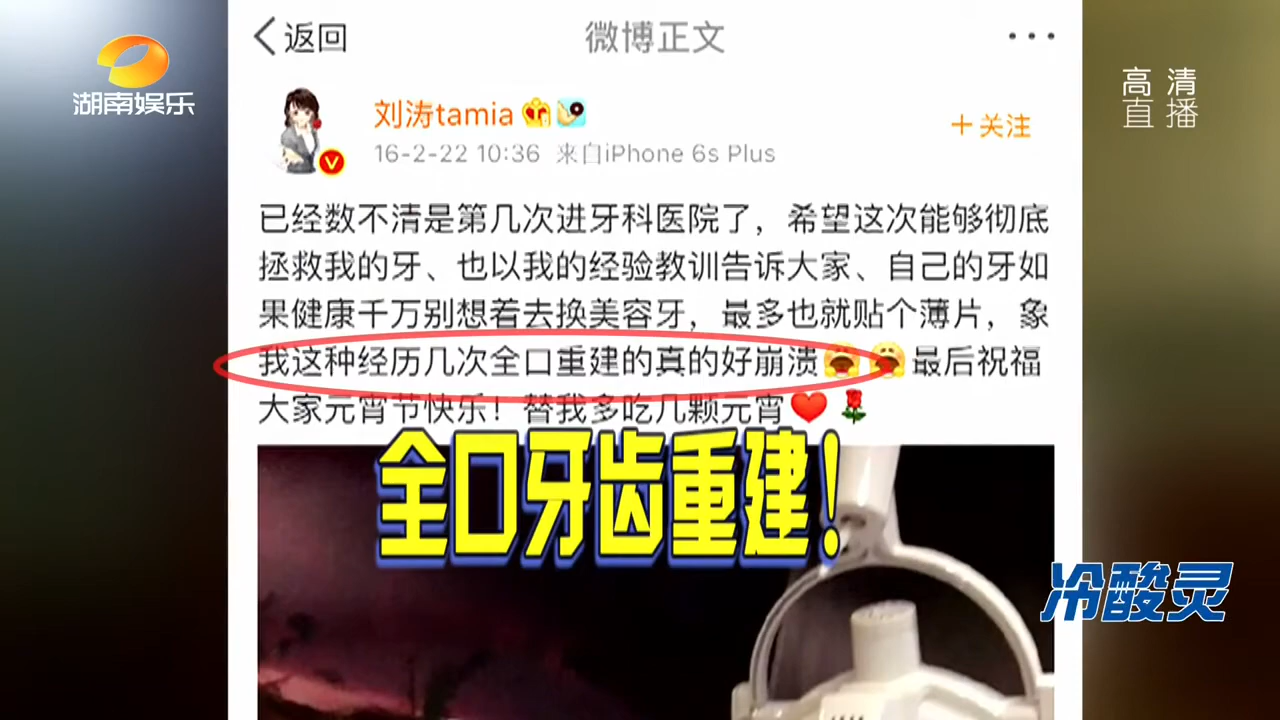 返回
微博正文
湖南娱乐
高清
直播
刘涛tamia
+关注
16-2-22 10:36 来自iPhone 6s Plus
已经数不清是第几次进牙科医院了，希望这次能够彻底
拯救我的牙、也以我的经验教训告诉大家、自己的牙如
果健康千万别想着去换美容牙，最多也就贴个薄片，象
我这种经历几次全口重建的真的好崩溃😭😭最后祝福
大家元宵节快乐！替我多吃几颗元宵❤️🌹
全口牙齿重建！
冷酸灵